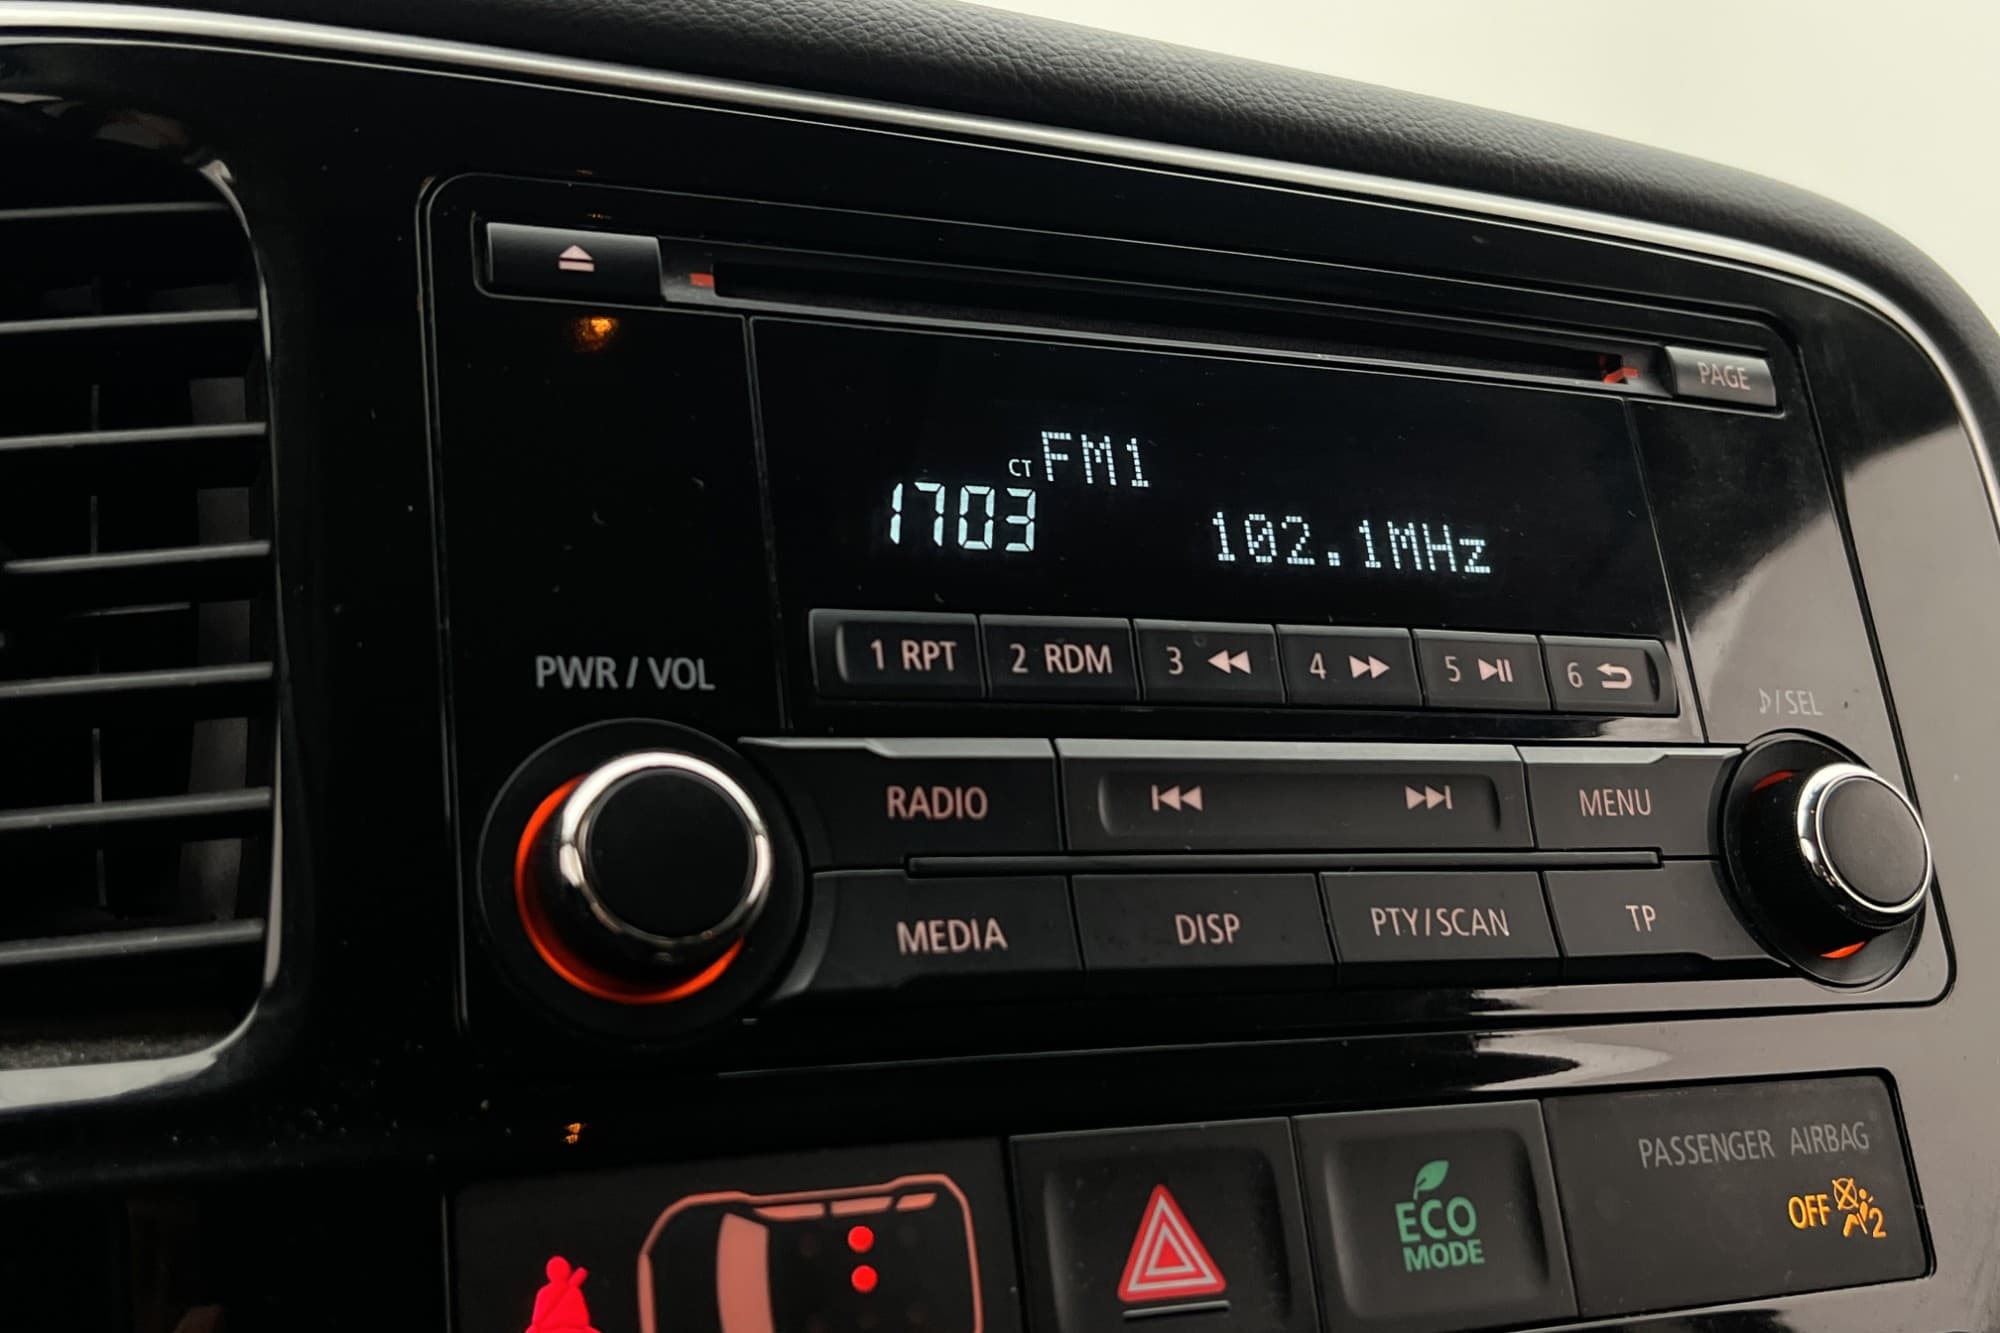 PAGE
CT FM1
1703
102.1MHz
1 RPT
2 RDM
3
4
5
6
PWR / VOL
/SEL
RADIO
MENU
MEDIA
DISP
PTY/SCAN
TP
ECO
MODE
PASSENGER AIRBAG
OFF 2